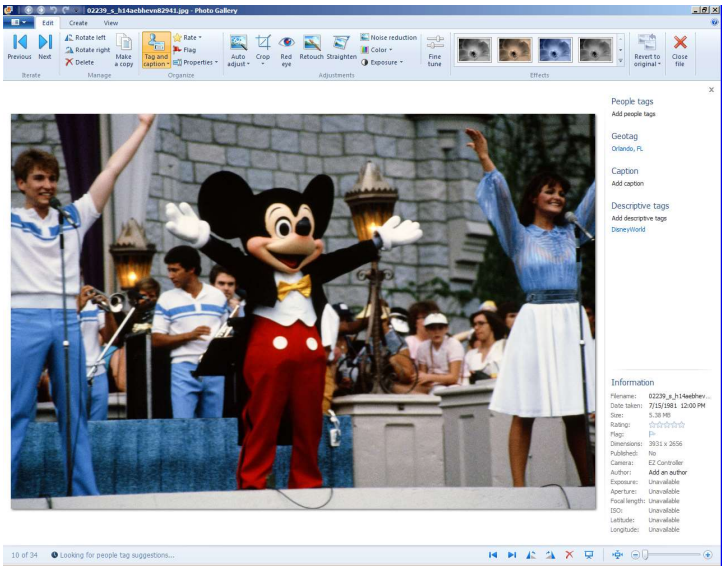 02239_s_h14aebhevn82941.jpg - Photo Gallery
Edit Create View
Rotate left
Rotate right
Delete
Previous Next
Make a copy
Iterate
Manage
Tag and caption
Rate
Flag
Properties
Organize
Auto adjust
Crop
Red eye
Retouch
Straighten
Noise reduction
Color
Exposure
Adjustments
Fine tune
Effects
Revert to original
Close file
People tags
Add people tags
Geotag
Orlando, FL
Caption
Add caption
Descriptive tags
Add descriptive tags
DisneyWorld
Information
Filename: 02239_s_h14aebhev...
Date taken: 7/15/1981 12:00 PM
Size: 5.38 MB
Rating:
Flag:
Dimensions: 3931 x 2656
Published: No
Camera: EZ Controller
Author: Add an author
Exposure: Unavailable
Aperture: Unavailable
Focal length: Unavailable
ISO: Unavailable
Latitude: Unavailable
Longitude: Unavailable
10 of 34 Looking for people tag suggestions...